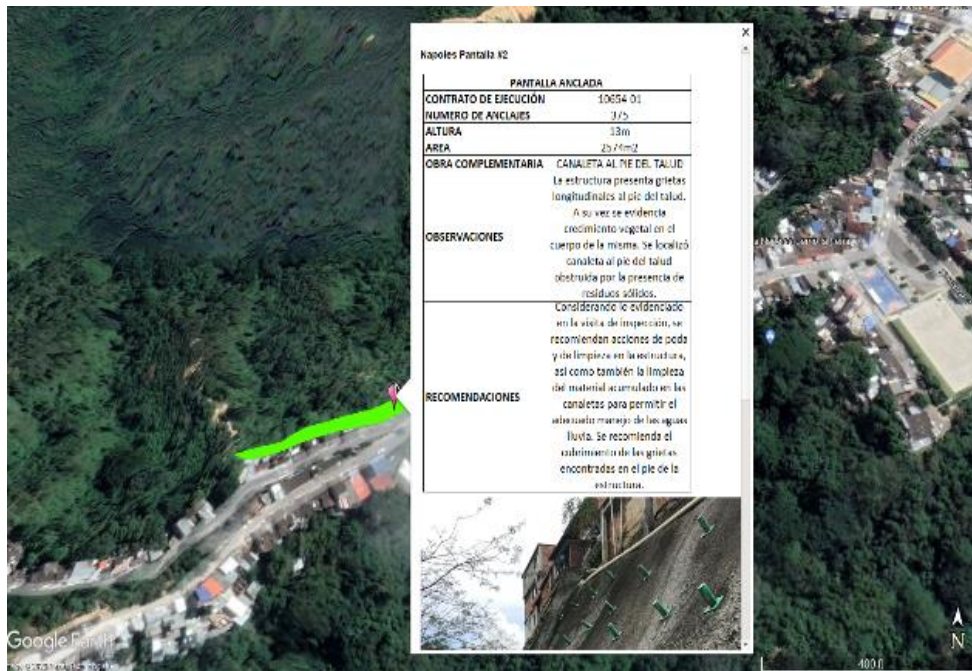 Napoles Pantalla #2
PANTALLA ANCLADA
CONTRATO DE EJECUCIÓN 10654-01
NUMERO DE ANCLAJES 375
ALTURA 13m
AREA 2574m2
OBRA COMPLEMENTARIA CANALETA AL PIE DEL TALUD
OBSERVACIONES
La estructura presenta grietas
longitudinales al pie del talud.
A su vez se evidencia
crecimiento vegetal en el
cuerpo de la misma. Se localizó
canaleta al pie del talud
obstruida por la presencia de
residuos sólidos.
RECOMENDACIONES
Considerando lo evidenciado
en la visita de inspección, se
recomiendan acciones de poda
y de limpieza en la estructura,
así como también la limpieza
del material acumulado en las
canaletas para permitir el
adecuado manejo de las aguas
lluvia. Se recomienda el
cubrimiento de las grietas
encontradas en el pie de la
estructura.
Google Earth
N